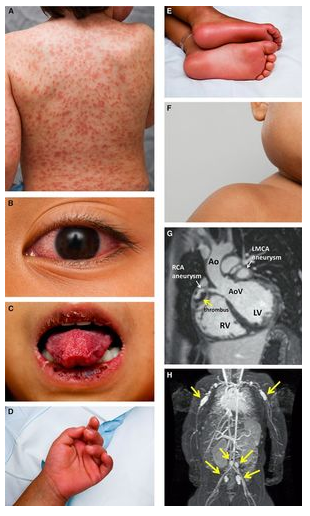 A
B
C
D
E
F
G
LMCA
aneurysm
Ao
RCA
aneurysm
AoV
thrombus
LV
RV
H